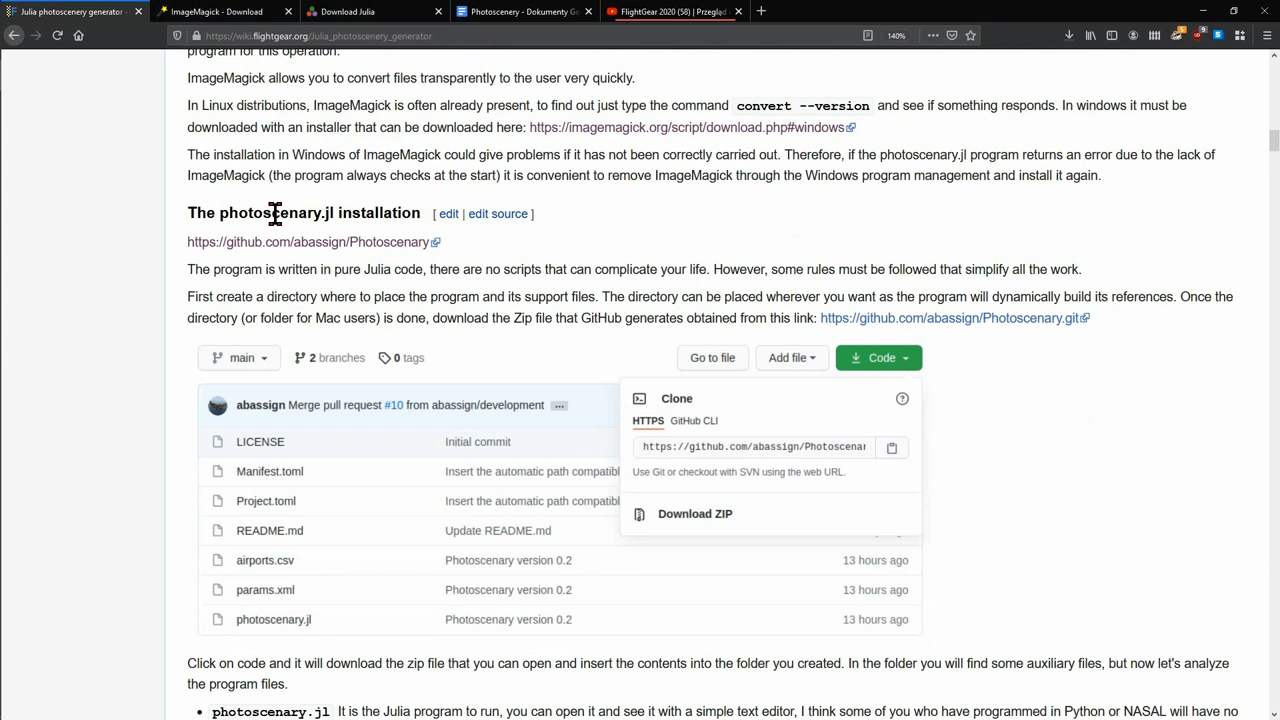 Julia photoscenery generator -
ImageMagick - Download
Download Julia
Photoscenery - Dokumenty Go
FlightGear 2020 (58) | Przegląd
https://wiki.flightgear.org/Julia_photoscenery_generator
140%
program for this operation.
ImageMagick allows you to convert files transparently to the user very quickly.
In Linux distributions, ImageMagick is often already present, to find out just type the command convert --version and see if something responds. In windows it must be
downloaded with an installer that can be downloaded here: https://imagemagick.org/script/download.php#windows
The installation in Windows of ImageMagick could give problems if it has not been correctly carried out. Therefore, if the photoscenary.jl program returns an error due to the lack of
ImageMagick (the program always checks at the start) it is convenient to remove ImageMagick through the Windows program management and install it again.
The photoscenary.jl installation [ edit | edit source ]
https://github.com/abassign/Photoscenary
The program is written in pure Julia code, there are no scripts that can complicate your life. However, some rules must be followed that simplify all the work.
First create a directory where to place the program and its support files. The directory can be placed wherever you want as the program will dynamically build its references. Once the
directory (or folder for Mac users) is done, download the Zip file that GitHub generates obtained from this link: https://github.com/abassign/Photoscenary.git
main 2 branches 0 tags Go to file Add file Code
abassign Merge pull request #10 from abassign/development ...
Clone
HTTPS GitHub CLI
LICENSE Initial commit
https://github.com/abassign/Photoscenar
Manifest.toml Insert the automatic path compatibl
Use Git or checkout with SVN using the web URL.
Project.toml Insert the automatic path compatibl
Download ZIP
README.md Update README.md
airports.csv Photoscenary version 0.2 13 hours ago
params.xml Photoscenary version 0.2 13 hours ago
photoscenary.jl Photoscenary version 0.2 13 hours ago
Click on code and it will download the zip file that you can open and insert the contents into the folder you created. In the folder you will find some auxiliary files, but now let's analyze
the program files.
• photoscenary.jl It is the Julia program to run, you can open it and see it with a simple text editor, I think some of you who have programmed in Python or NASAL will have no